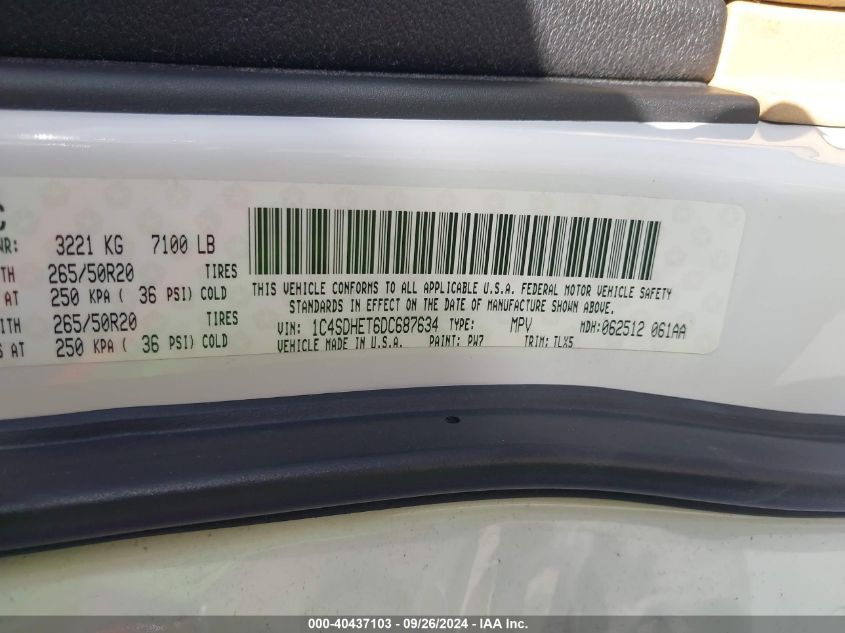 C
WR: 3221 KG 7100 LB
TH 265/50R20 TIRES
S AT 250 KPA ( 36 PSI) COLD
ITH 265/50R20 TIRES
S AT 250 KPA ( 36 PSI) COLD
THIS VEHICLE CONFORMS TO ALL APPLICABLE U.S.A. FEDERAL MOTOR VEHICLE SAFETY
STANDARDS IN EFFECT ON THE DATE OF MANUFACTURE SHOWN ABOVE.
VIN: 1C4SDHET6DC687634 TYPE: MPV MDH: 062512 061AA
VEHICLE MADE IN U.S.A. PAINT: PW7 TRIM: TLX5
000-40437103 - 09/26/2024 - IAA Inc.